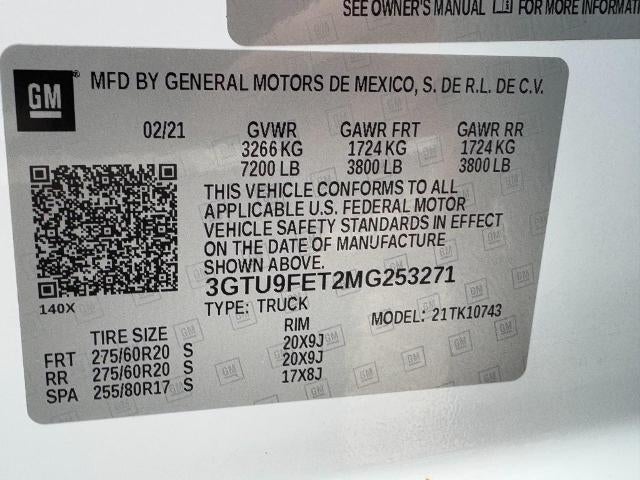 SEE OWNER'S MANUAL FOR MORE INFORMATI
GM
MFD BY GENERAL MOTORS DE MEXICO, S. DE R.L. DE C.V.
02/21 GVWR GAWR FRT GAWR RR
3266 KG 1724 KG 1724 KG
7200 LB 3800 LB 3800 LB
THIS VEHICLE CONFORMS TO ALL
APPLICABLE U.S. FEDERAL MOTOR
VEHICLE SAFETY STANDARDS IN EFFECT
ON THE DATE OF MANUFACTURE
SHOWN ABOVE.
3GTU9FET2MG253271
140X
TYPE: TRUCK MODEL: 21TK10743
TIRE SIZE RIM
FRT 275/60R20 S 20X9J
RR 275/60R20 S 20X9J
SPA 255/80R17 S 17X8J